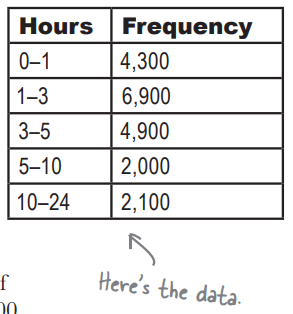 Hours Frequency
0–1 4,300
1–3 6,900
3–5 4,900
5–10 2,000
10–24 2,100
Here's the data.
f
00